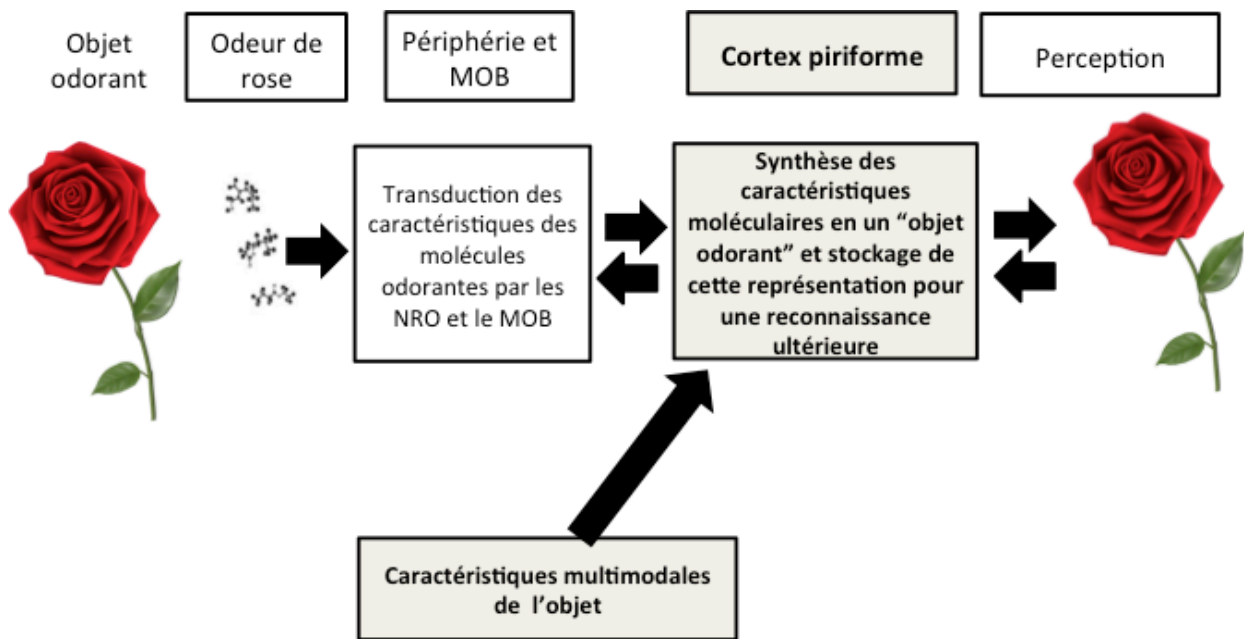 Objet
odorant
Odeur de
rose
Périphérie et
MOB
Cortex piriforme
Perception
Transduction des
caractéristiques des
molécules
odorantes par les
NRO et le MOB
Synthèse des
caractéristiques
moléculaires en un “objet
odorant” et stockage de
cette représentation pour
une reconnaissance
ultérieure
Caractéristiques multimodales
de l’objet